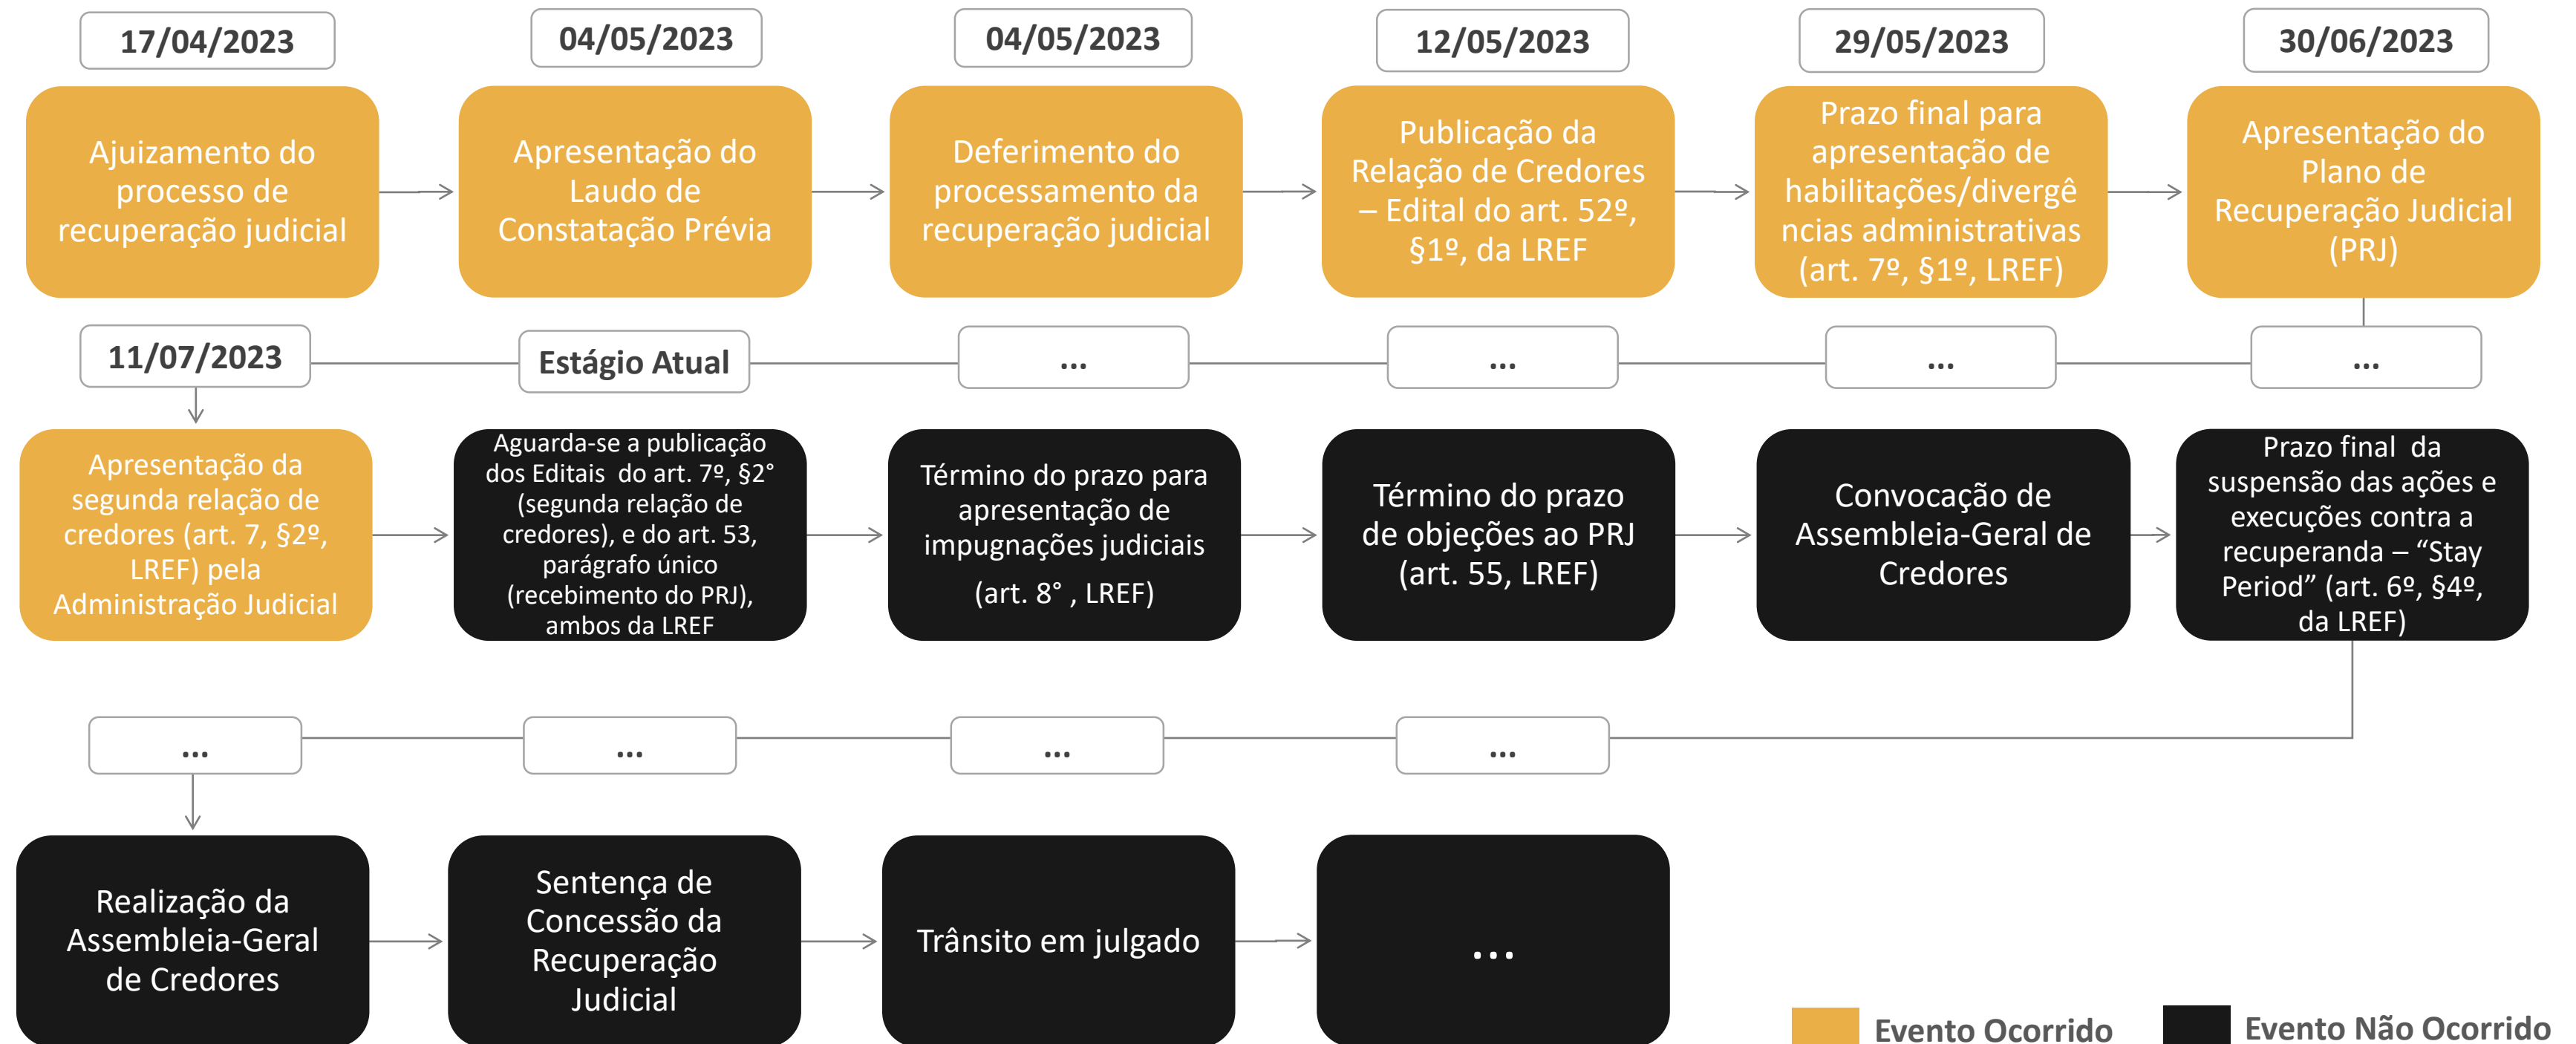 17/04/2023
04/05/2023
04/05/2023
12/05/2023
29/05/2023
30/06/2023
Ajuizamento do
processo de
recuperação judicial
Apresentação do
Laudo de
Constatação Prévia
Deferimento do
processamento da
recuperação judicial
Publicação da
Relação de Credores
– Edital do art. 52º,
§1º, da LREF
Prazo final para
apresentação de
habilitações/divergê
ncias administrativas
(art. 7º, §1º, LREF)
Apresentação do
Plano de
Recuperação Judicial
(PRJ)
11/07/2023
Estágio Atual
...
...
...
...
Apresentação da
segunda relação de
credores (art. 7, §2º,
LREF) pela
Administração Judicial
Aguarda-se a publicação
dos Editais do art. 7º, §2°
(segunda relação de
credores), e do art. 53,
parágrafo único
(recebimento do PRJ),
ambos da LREF
Término do prazo para
apresentação de
impugnações judiciais
(art. 8° , LREF)
Término do prazo
de objeções ao PRJ
(art. 55, LREF)
Convocação de
Assembleia-Geral de
Credores
Prazo final da
suspensão das ações e
execuções contra a
recuperanda – “Stay
Period” (art. 6º, §4º,
da LREF)
...
...
...
...
Realização da
Assembleia-Geral
de Credores
Sentença de
Concessão da
Recuperação
Judicial
Trânsito em julgado
...
Evento Ocorrido
Evento Não Ocorrido